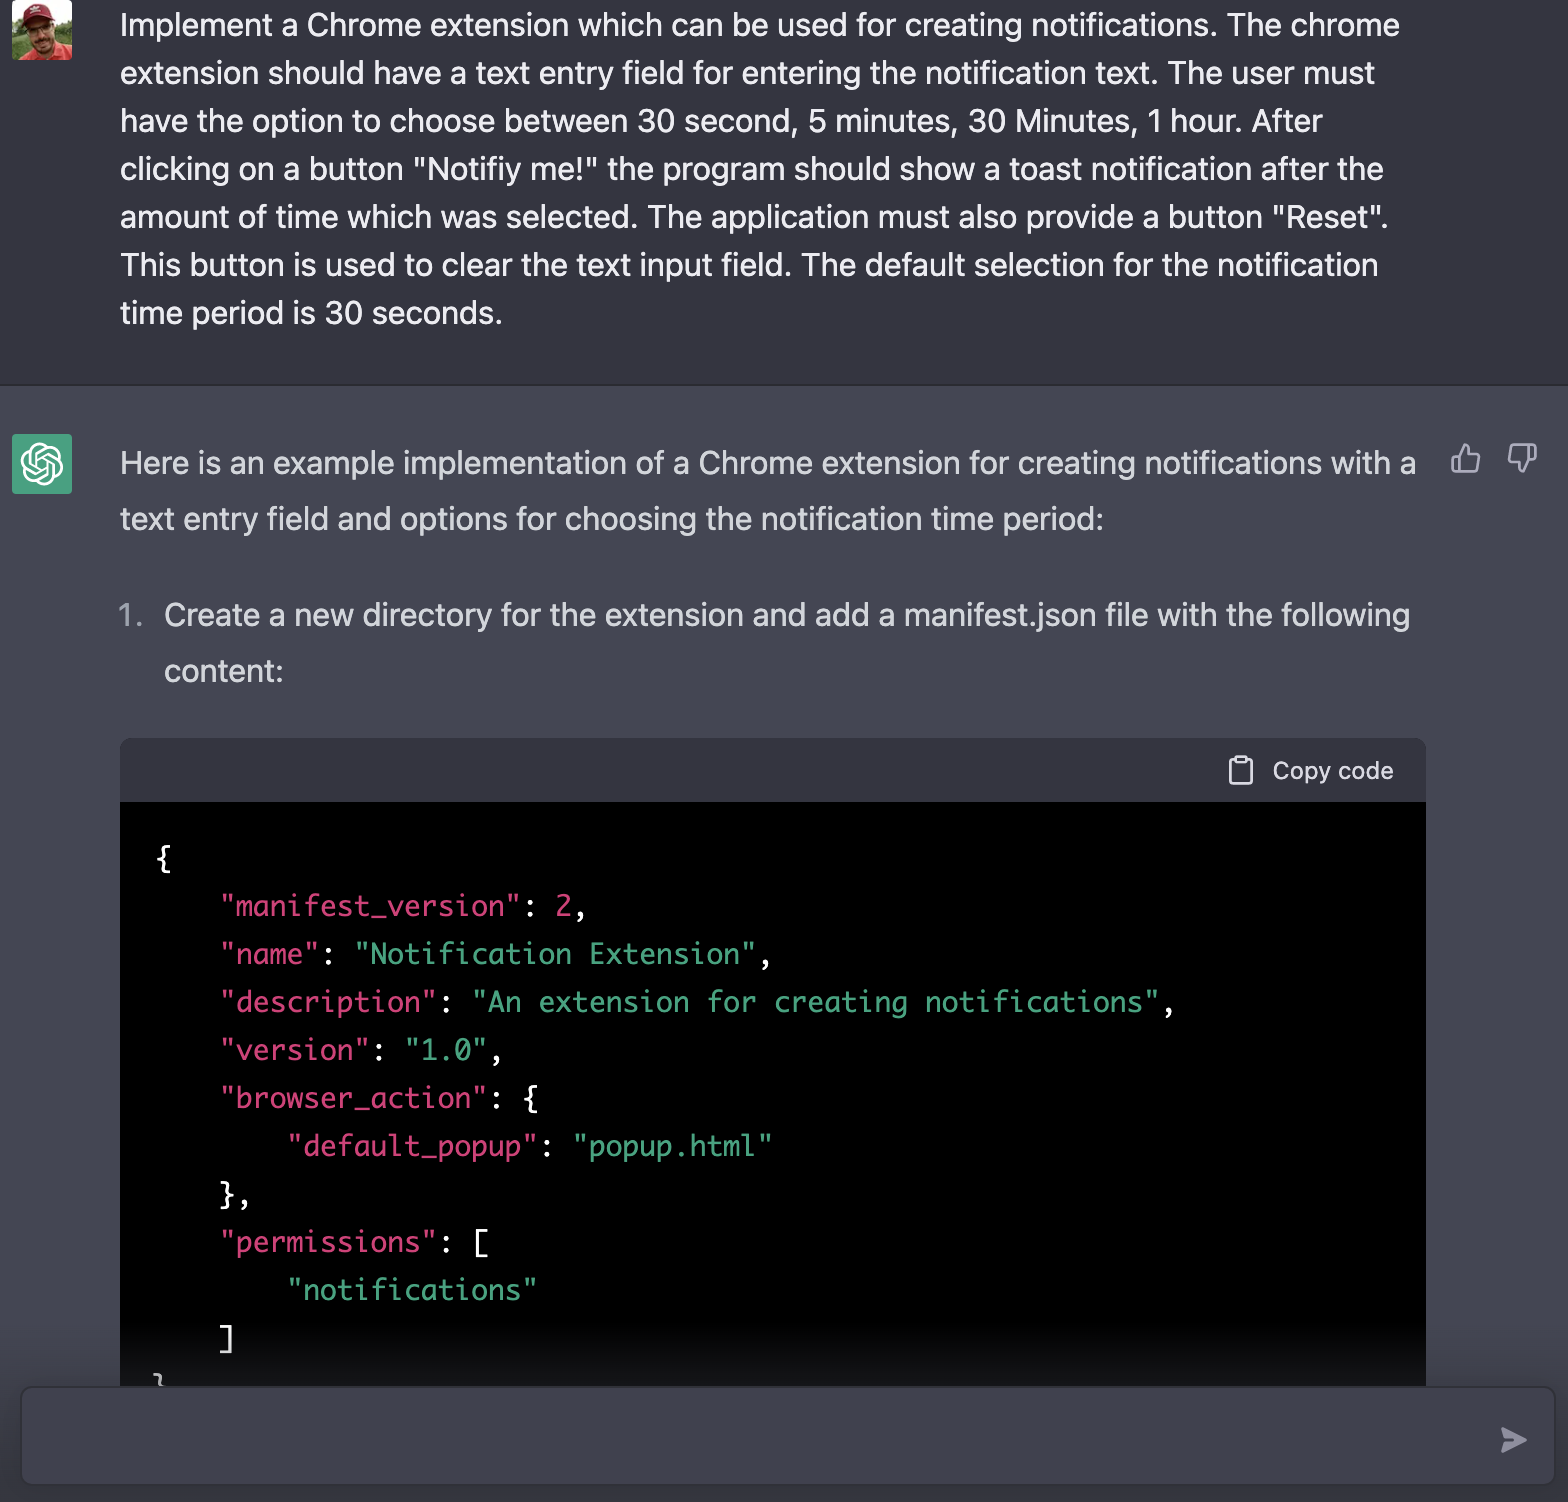 Implement a Chrome extension which can be used for creating notifications. The chrome
extension should have a text entry field for entering the notification text. The user must
have the option to choose between 30 second, 5 minutes, 30 Minutes, 1 hour. After
clicking on a button "Notifiy me!" the program should show a toast notification after the
amount of time which was selected. The application must also provide a button "Reset".
This button is used to clear the text input field. The default selection for the notification
time period is 30 seconds.
Here is an example implementation of a Chrome extension for creating notifications with a
text entry field and options for choosing the notification time period:
1. Create a new directory for the extension and add a manifest.json file with the following
content:
Copy code
{
    "manifest_version": 2,
    "name": "Notification Extension",
    "description": "An extension for creating notifications",
    "version": "1.0",
    "browser_action": {
        "default_popup": "popup.html"
    },
    "permissions": [
        "notifications"
    ]
}